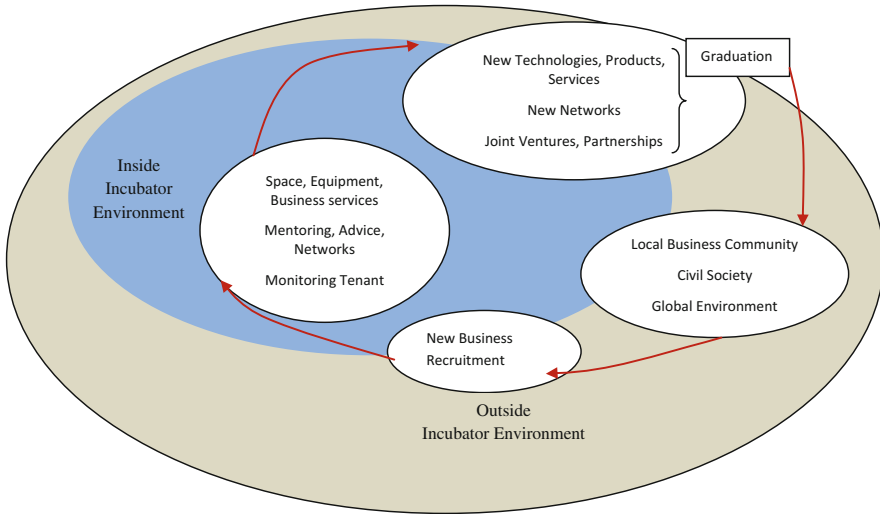 New Technologies, Products,
Services
New Networks
Joint Ventures, Partnerships
Graduation
Inside
Incubator
Environment
Space, Equipment,
Business services
Mentoring, Advice,
Networks
Monitoring Tenant
Local Business Community
Civil Society
Global Environment
New Business
Recruitment
Outside
Incubator Environment